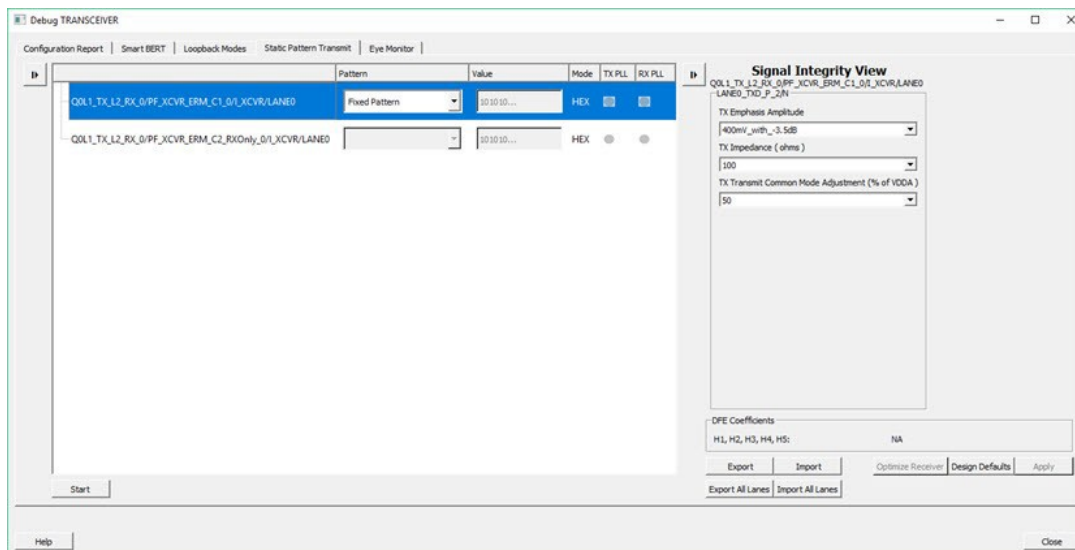 Debug TRANSCEIVER
Configuration Report | Smart BERT | Loopback Modes | Static Pattern Transmit | Eye Monitor |
Pattern Value Mode TX PLL RX PLL
Q0L1_TX_L2_RX_0/PF_XCVR_ERM_C1_0/I_XCVR/LANE0 Fixed Pattern 101010... HEX
Q0L1_TX_L2_RX_0/PF_XCVR_ERM_C2_RXOnly_0/I_XCVR/LANE0 101010... HEX
Start
Signal Integrity View
Q0L1_TX_L2_RX_0/PF_XCVR_ERM_C1_0/I_XCVR/LANE0
LANE0_TXD_P_2/N
TX Emphasis Amplitude
400mV_with_-3.5dB
TX Impedance ( ohms )
100
TX Transmit Common Mode Adjustment (% of VDDA )
50
DFE Coefficients
H1, H2, H3, H4, H5: NA
Export Import Optimize Receiver Design Defaults Apply
Export All Lanes Import All Lanes
Help Close